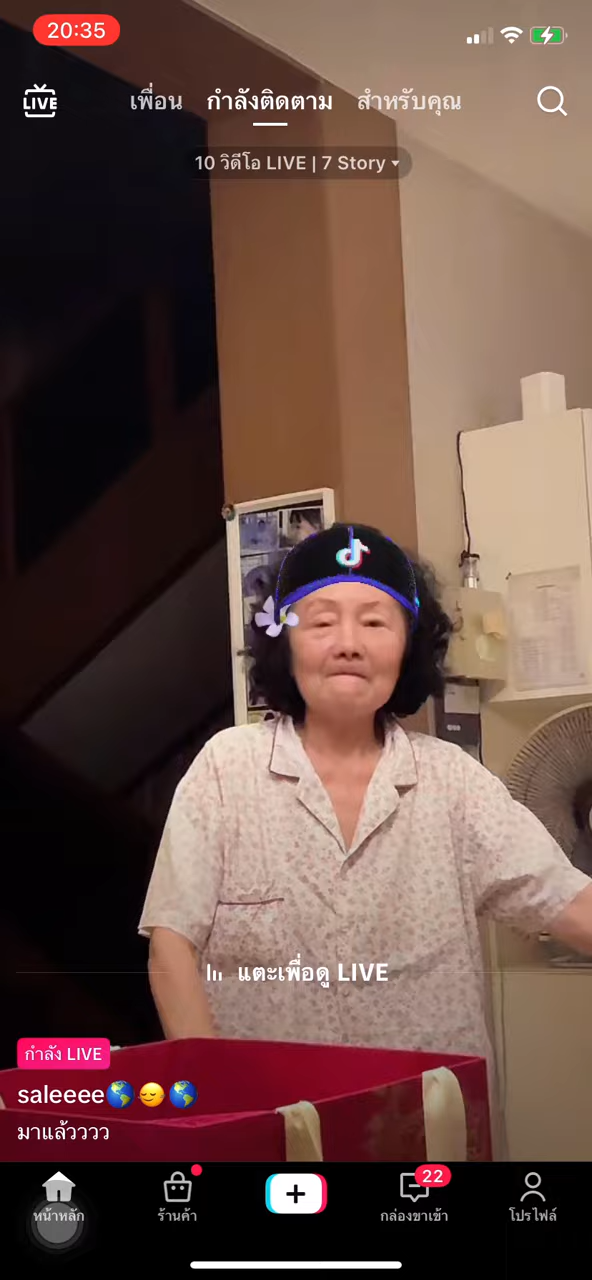 20:35
LIVE
เพื่อน กำลังติดตาม สำหรับคุณ
10 วิดีโอ LIVE | 7 Story
แตะเพื่อดู LIVE
กำลัง LIVE
saleeee🌎😌🌎
มาแล้วววว
22
หน้าหลัก ร้านค้า กล่องขาเข้า โปรไฟล์